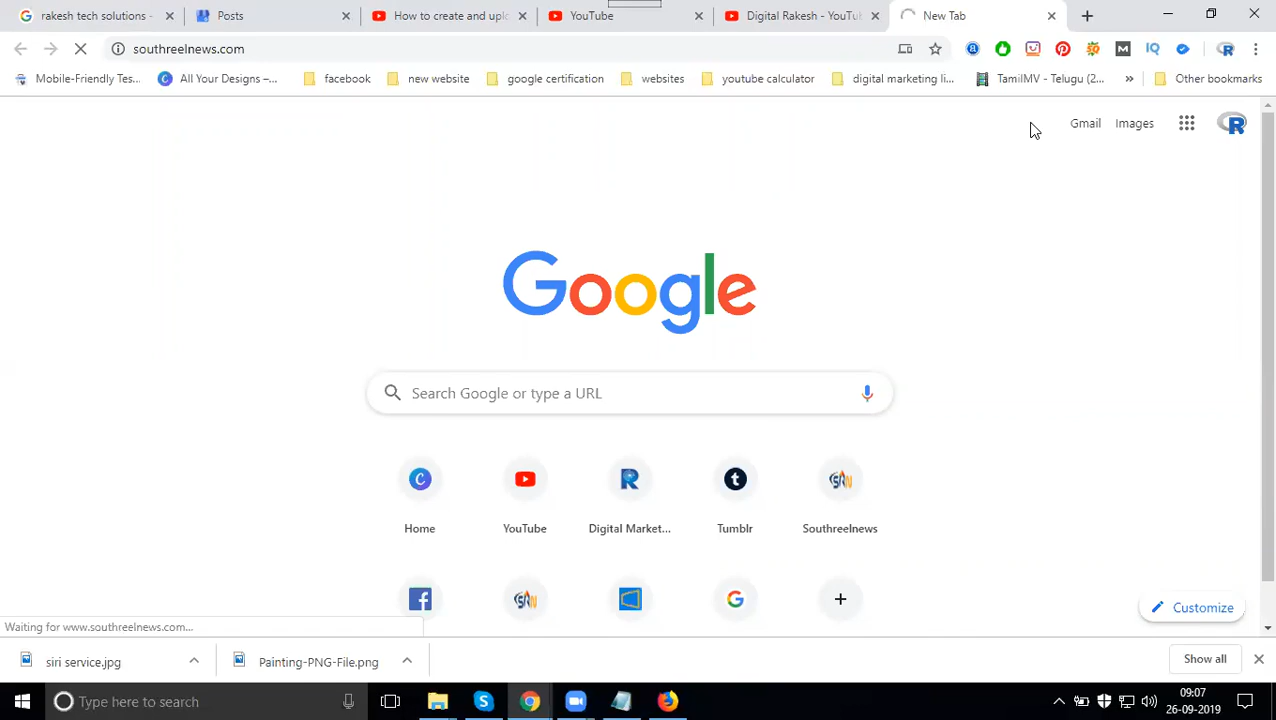 rakesh tech solutions -
Posts
How to create and uplo
YouTube
Digital Rakesh - YouTu
New Tab
southreelnews.com
Mobile-Friendly Tes...
All Your Designs –...
facebook
new website
google certification
websites
youtube calculator
digital marketing li...
TamilMV - Telugu (2...
»
Other bookmarks
Gmail
Images
Google
Search Google or type a URL
Home
YouTube
Digital Market...
Tumblr
Southreelnews
Customize
Waiting for www.southreelnews.com...
siri service.jpg
Painting-PNG-File.png
Show all
Type here to search
09:07
26-09-2019